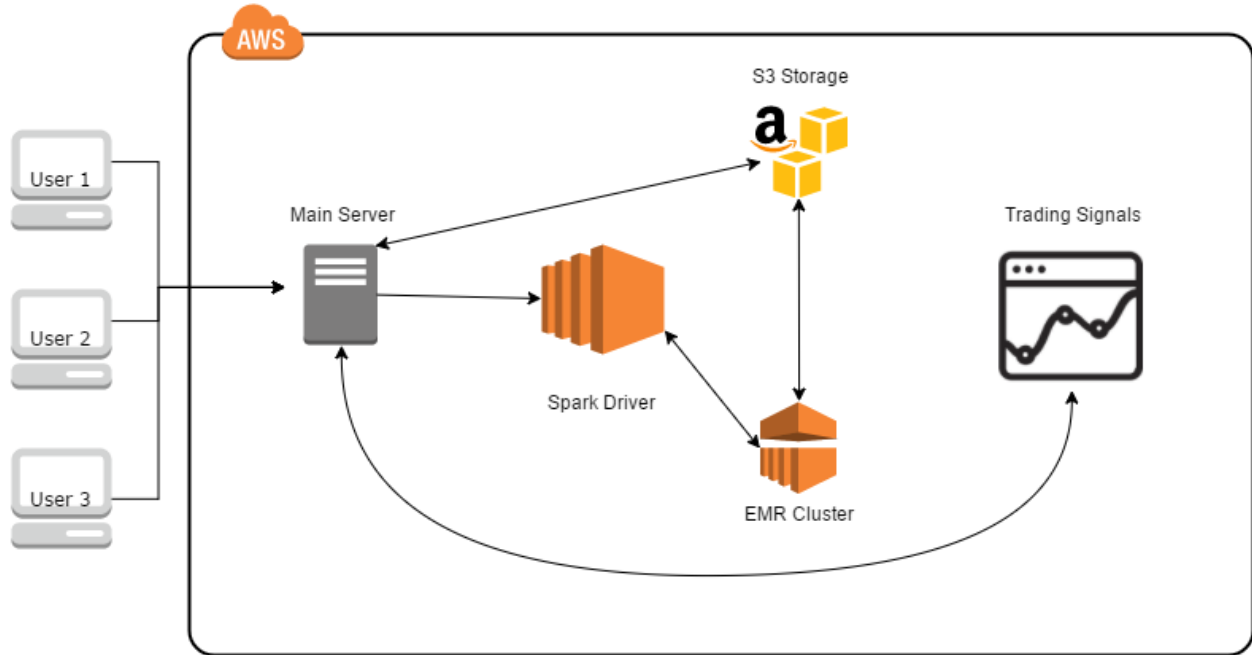 AWS
S3 Storage
a
User 1
Main Server
Trading Signals
User 2
Spark Driver
User 3
EMR Cluster